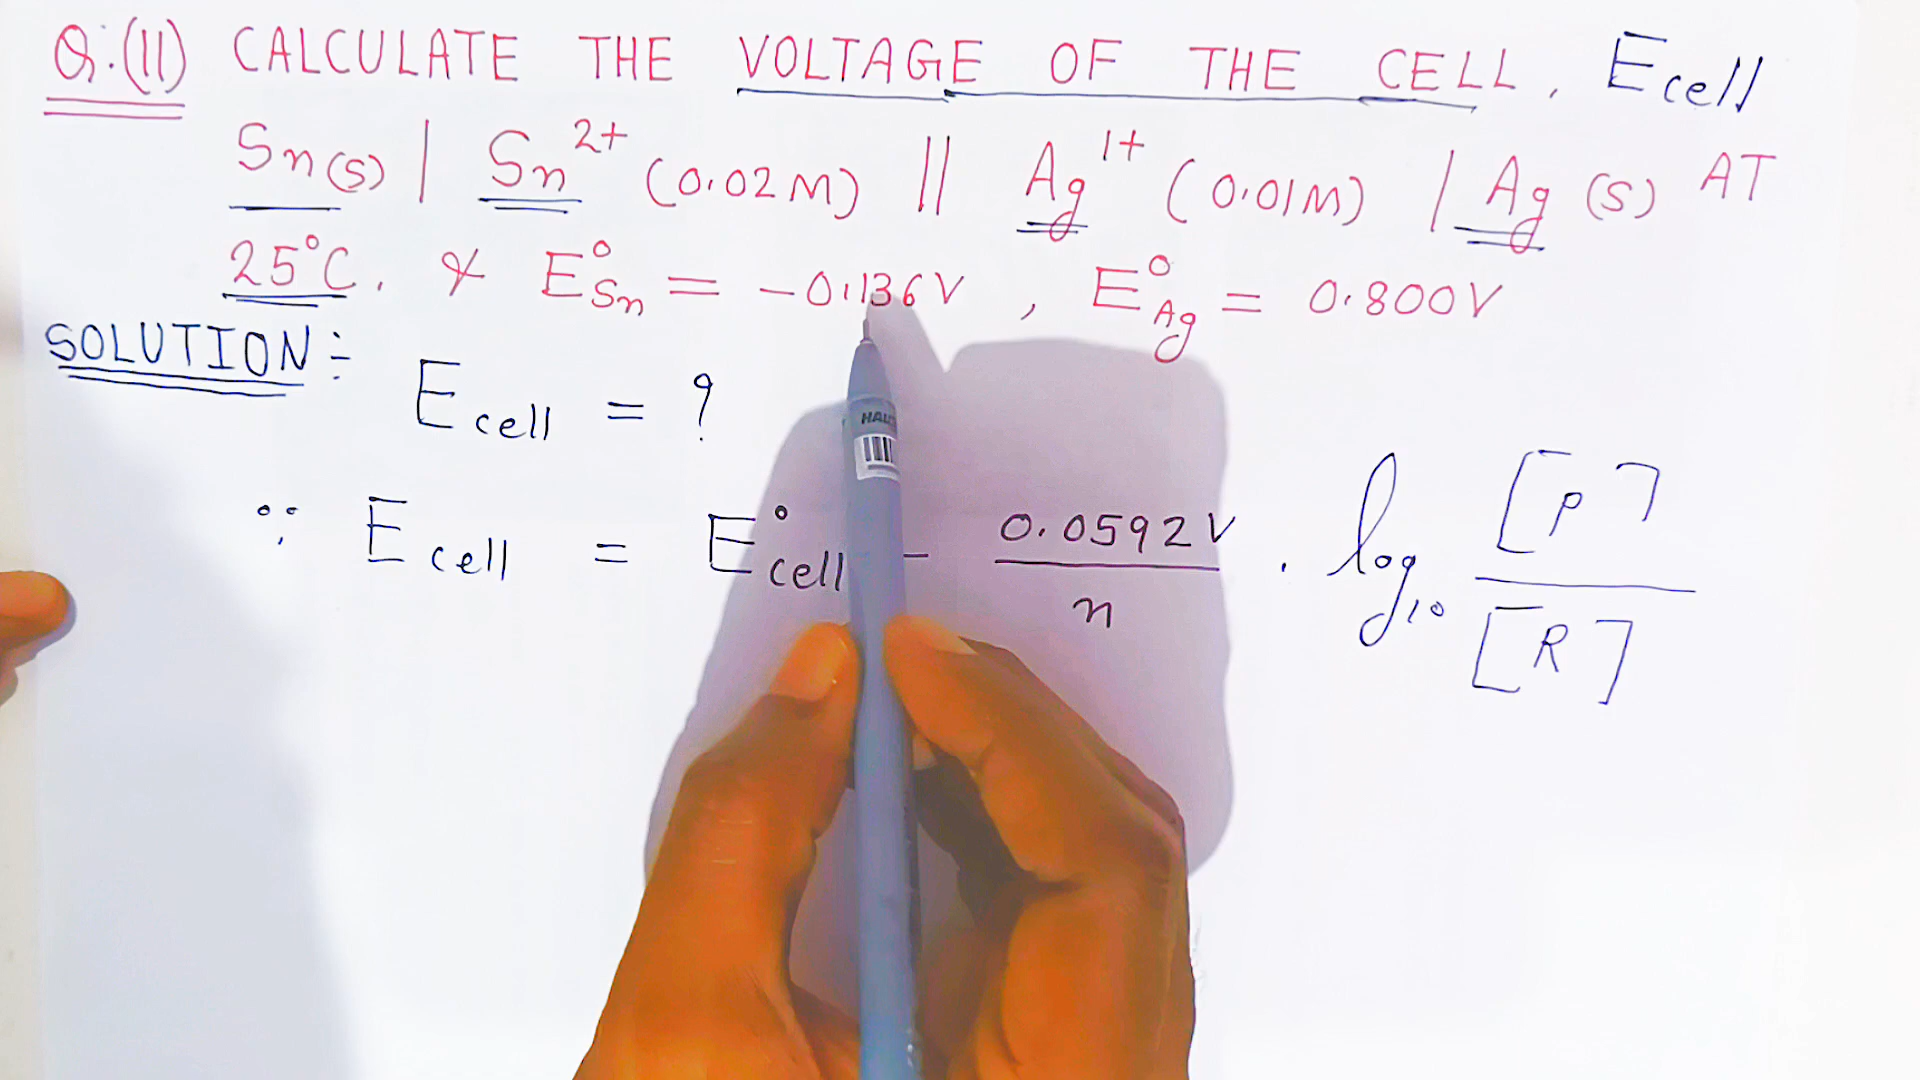 Q:(11) CALCULATE THE VOLTAGE OF THE CELL, Ecell
Sn(s) | Sn²⁺ (0.02M) || Ag¹⁺ (0.01M) | Ag (s) AT
25°C. & E°Sn = -0.136V, E°Ag = 0.800V
SOLUTION:-
Ecell = ?
∵ Ecell = E°cell - 0.0592V/n . log₁₀ [P]/[R]